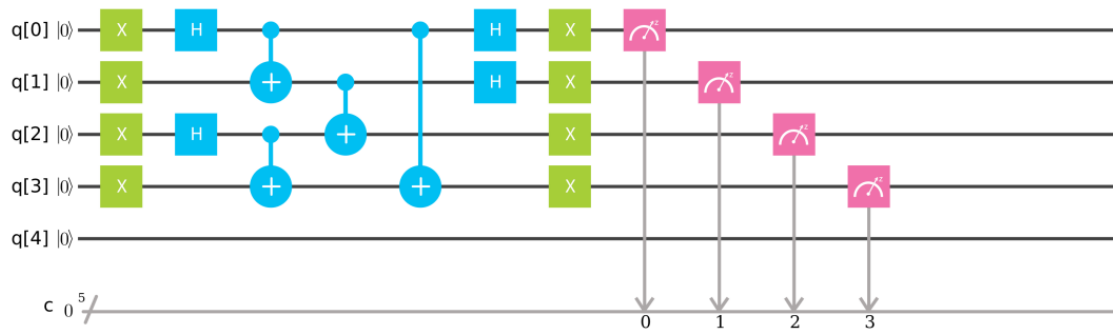 q[0] |0⟩ X H H X z
q[1] |0⟩ X H X z
q[2] |0⟩ X H X z
q[3] |0⟩ X X z
q[4] |0⟩
c 0 5
0 1 2 3